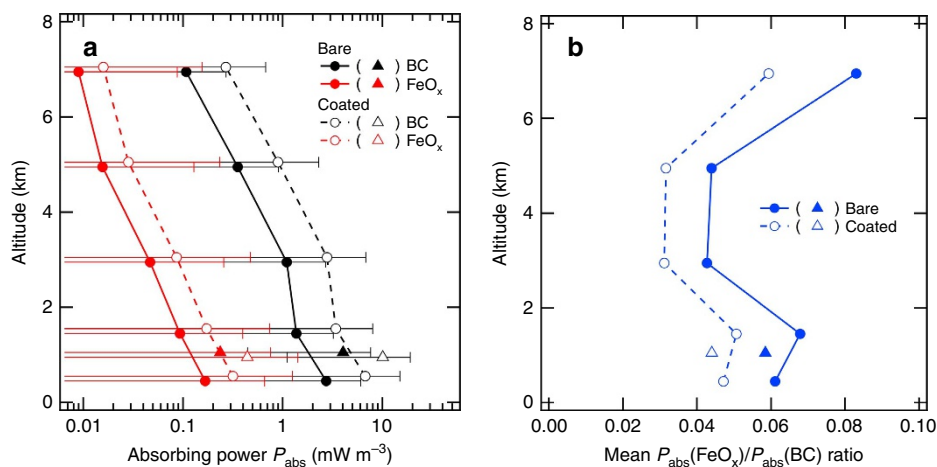 a
Bare
( ▲ ) BC
( ▲ ) FeOx
Coated
( △ ) BC
( △ ) FeOx
8
6
4
2
0
Altitude (km)
0.01 0.1 1 10
Absorbing power Pabs (mW m⁻³)
b
( ▲ ) Bare
( △ ) Coated
8
6
4
2
0
Altitude (km)
0.00 0.02 0.04 0.06 0.08 0.10
Mean Pabs(FeOx)/Pabs(BC) ratio